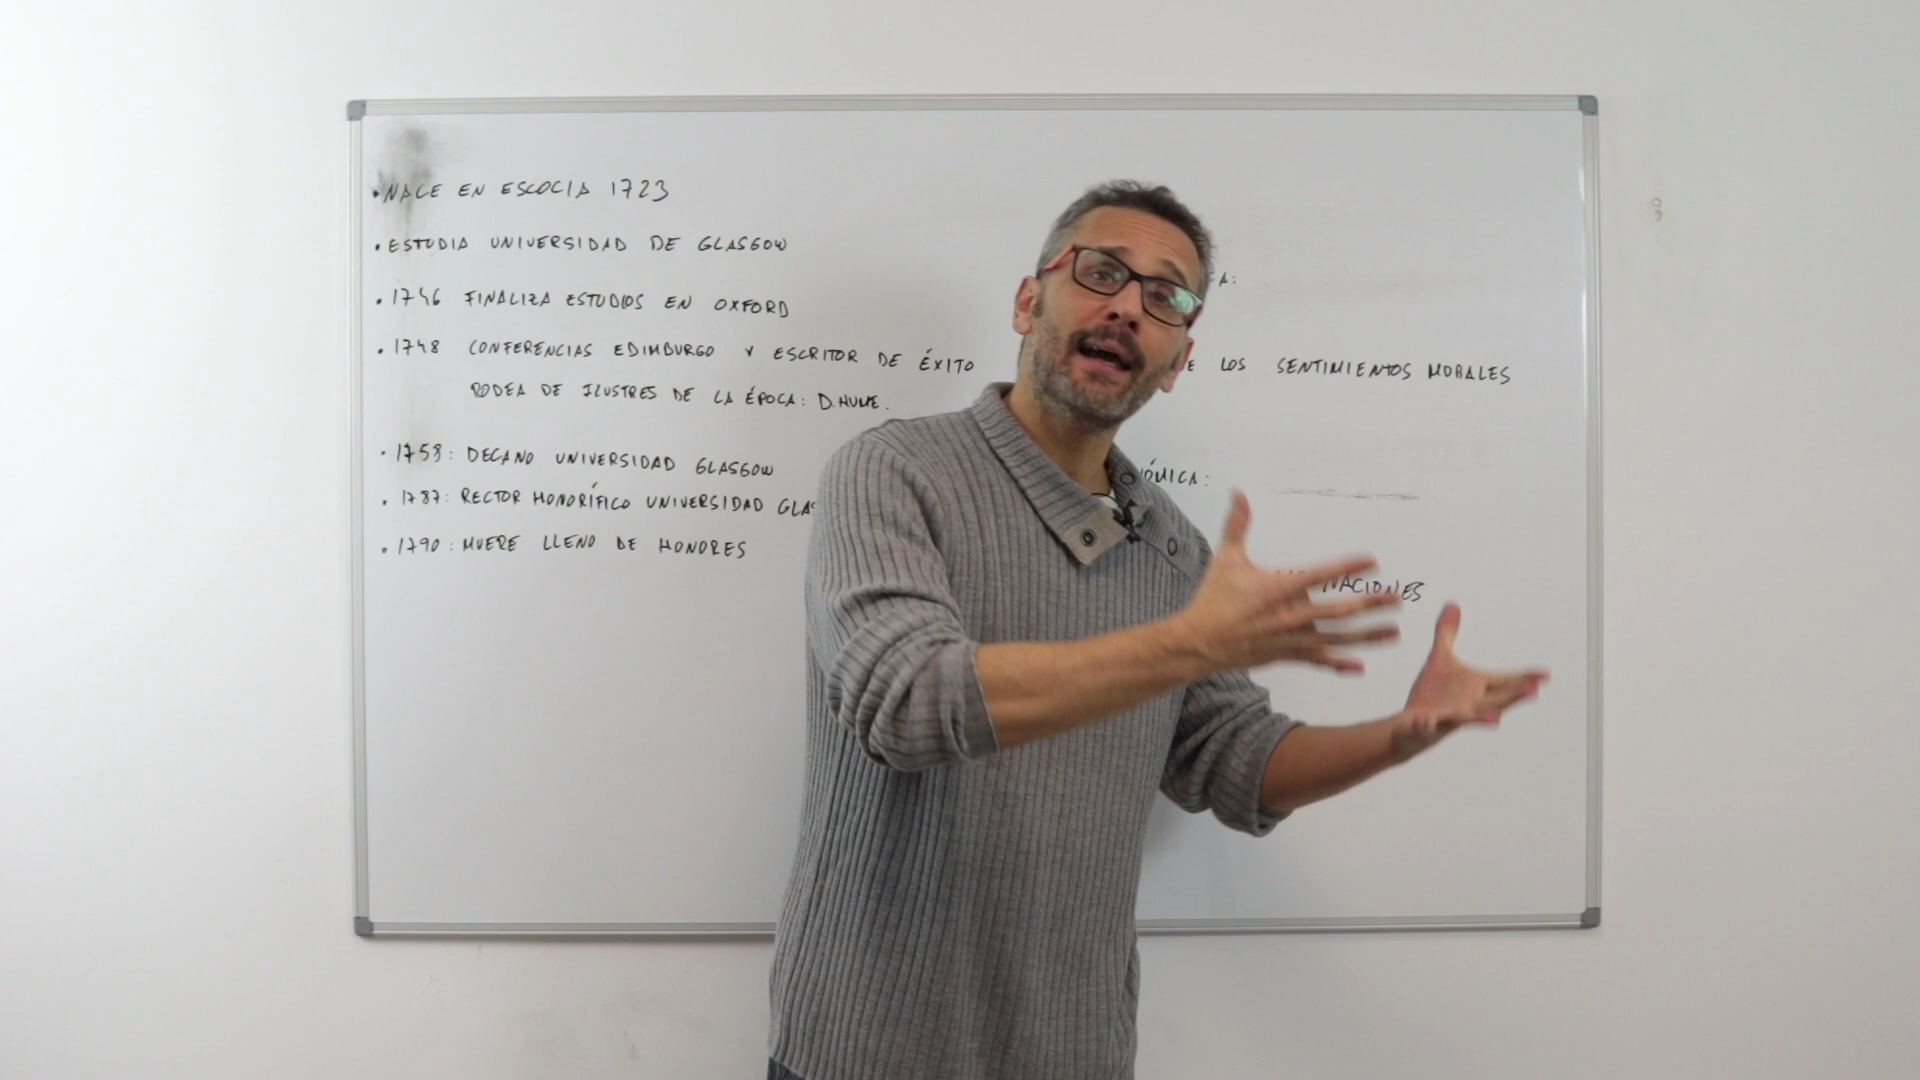 • NACE EN ESCOCIA 1723
• ESTUDIA UNIVERSIDAD DE GLASGOW
• 1746 FINALIZA ESTUDIOS EN OXFORD
• 1748 CONFERENCIAS EDIMBURGO Y ESCRITOR DE ÉXITO
RODEA DE ILUSTRES DE LA ÉPOCA: D. HUME.
• 1758: DECANO UNIVERSIDAD GLASGOW
• 1787: RECTOR HONORÍFICO UNIVERSIDAD GLAS
• 1790: MUERE LLENO DE HONORES
A:
E LOS SENTIMIENTOS MORALES
ÓMICA:
NACIONES